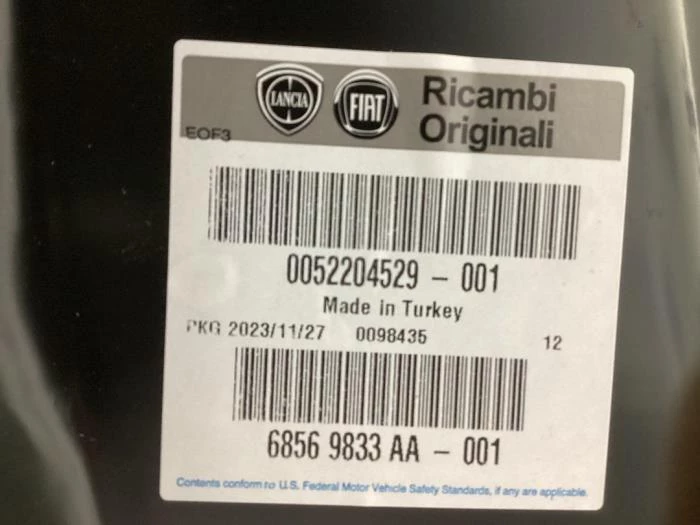 LANCIA FIAT Ricambi
Originali
EOF3
0052204529 - 001
Made in Turkey
PKG 2023/11/27 0098435 12
6856 9833 AA - 001
Contents conform to U.S. Federal Motor Vehicle Safety Standards, if any are applicable.